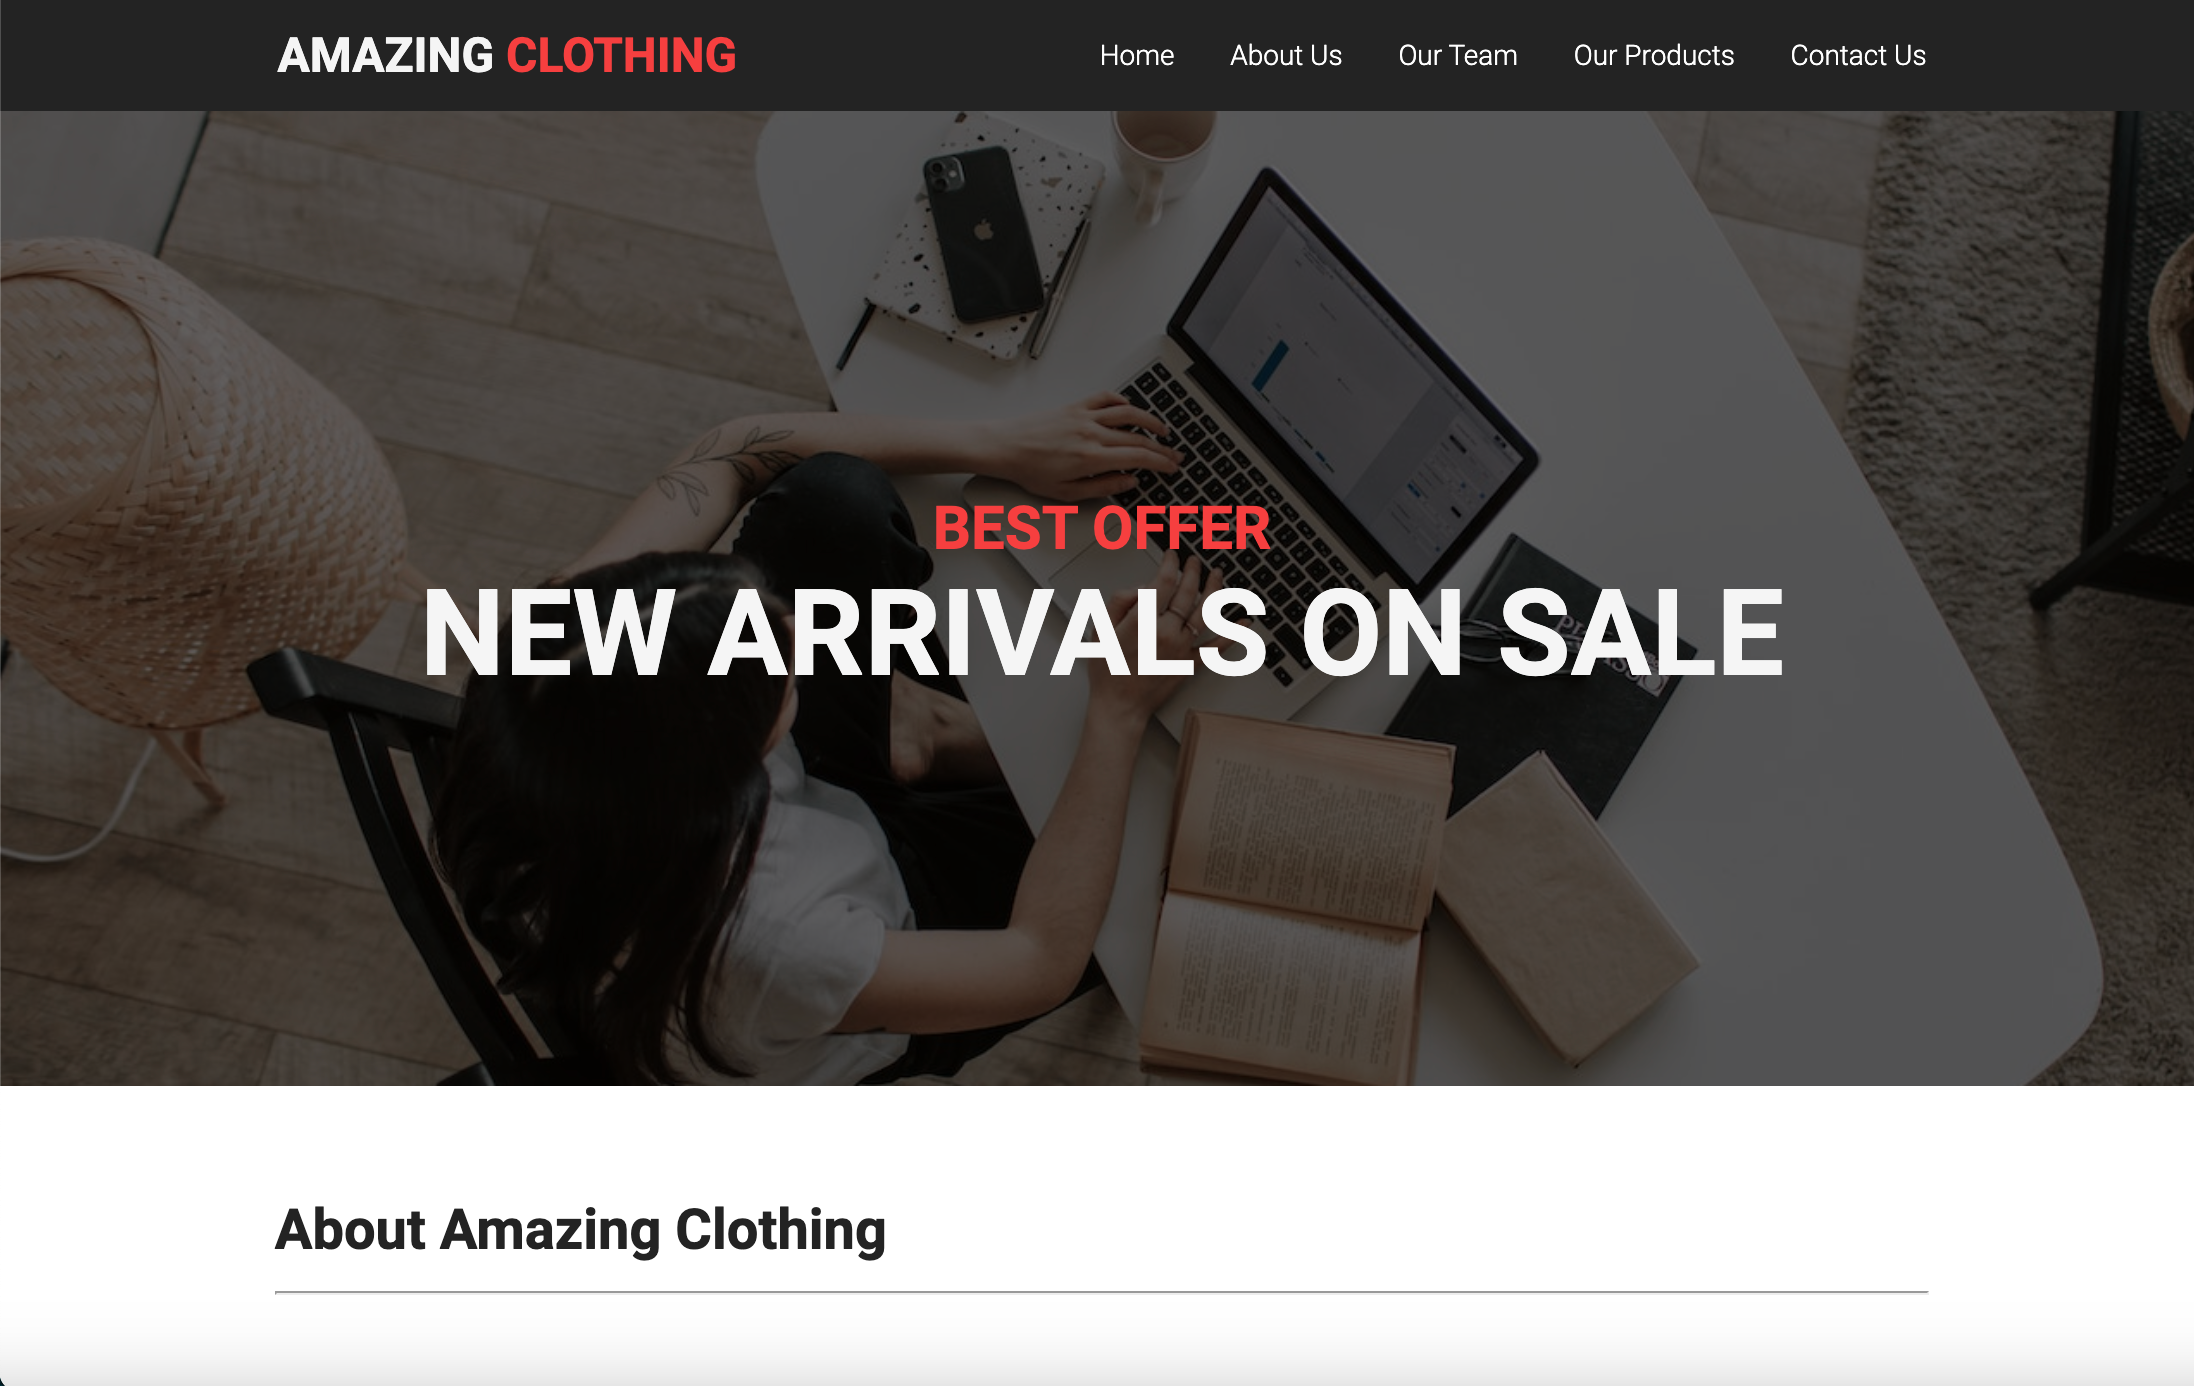 AMAZING CLOTHING
Home About Us Our Team Our Products Contact Us
BEST OFFER
NEW ARRIVALS ON SALE
About Amazing Clothing